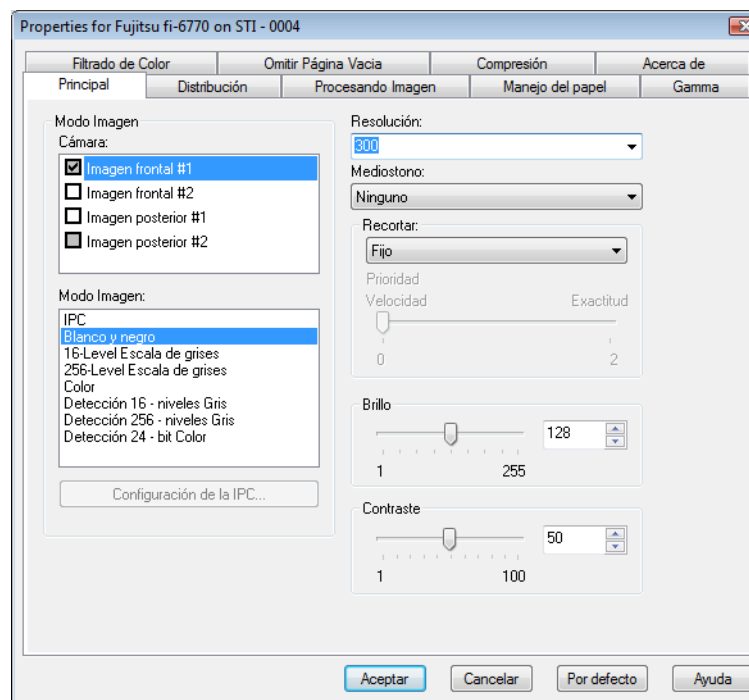 Properties for Fujitsu fi-6770 on STI - 0004
Filtrado de Color
Omitir Página Vacia
Compresión
Acerca de
Principal
Distribución
Procesando Imagen
Manejo del papel
Gamma
Modo Imagen
Cámara:
Imagen frontal #1
Imagen frontal #2
Imagen posterior #1
Imagen posterior #2
Modo Imagen:
IPC
Blanco y negro
16-Level Escala de grises
256-Level Escala de grises
Color
Detección 16 - niveles Gris
Detección 256 - niveles Gris
Detección 24 - bit Color
Configuración de la IPC...
Resolución:
300
Mediostono:
Ninguno
Recortar:
Fijo
Prioridad
Velocidad Exactitud
0 2
Brillo
128
1 255
Contraste
50
1 100
Aceptar
Cancelar
Por defecto
Ayuda